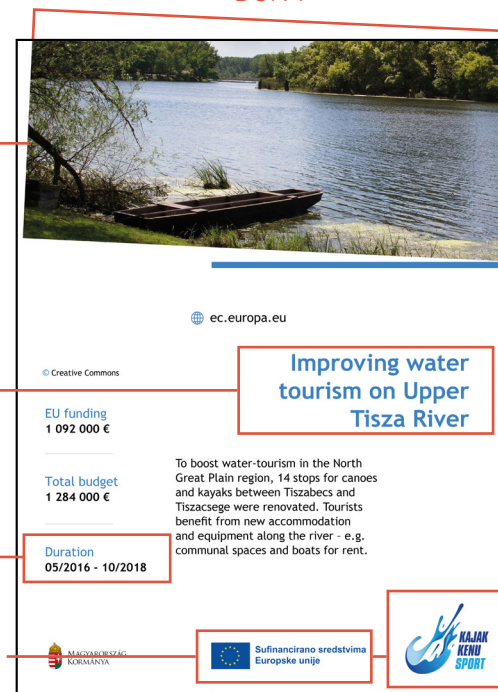 ec.europa.eu
© Creative Commons
Improving water
tourism on Upper
Tisza River
EU funding
1 092 000 €
Total budget
1 284 000 €
Duration
05/2016 - 10/2018
To boost water-tourism in the North
Great Plain region, 14 stops for canoes
and kayaks between Tiszabecs and
Tiszacsege were renovated. Tourists
benefit from new accommodation
and equipment along the river - e.g.
communal spaces and boats for rent.
MAGYARORSZÁG
KORMÁNYA
Sufinancirano sredstvima
Europske unije
KAJAK
KENU
SPORT